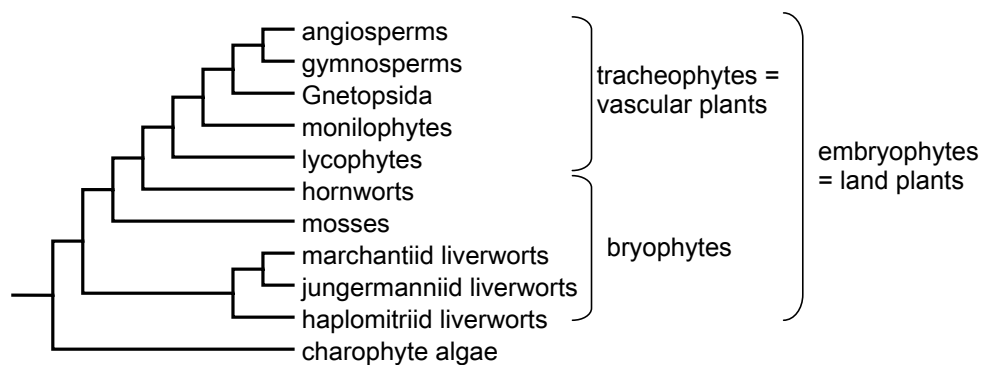 angiosperms
gymnosperms
Gnetopsida
monilophytes
lycophytes
hornworts
mosses
marchantiid liverworts
jungermanniid liverworts
haplomitriid liverworts
charophyte algae
tracheophytes =
vascular plants
bryophytes
embryophytes
= land plants